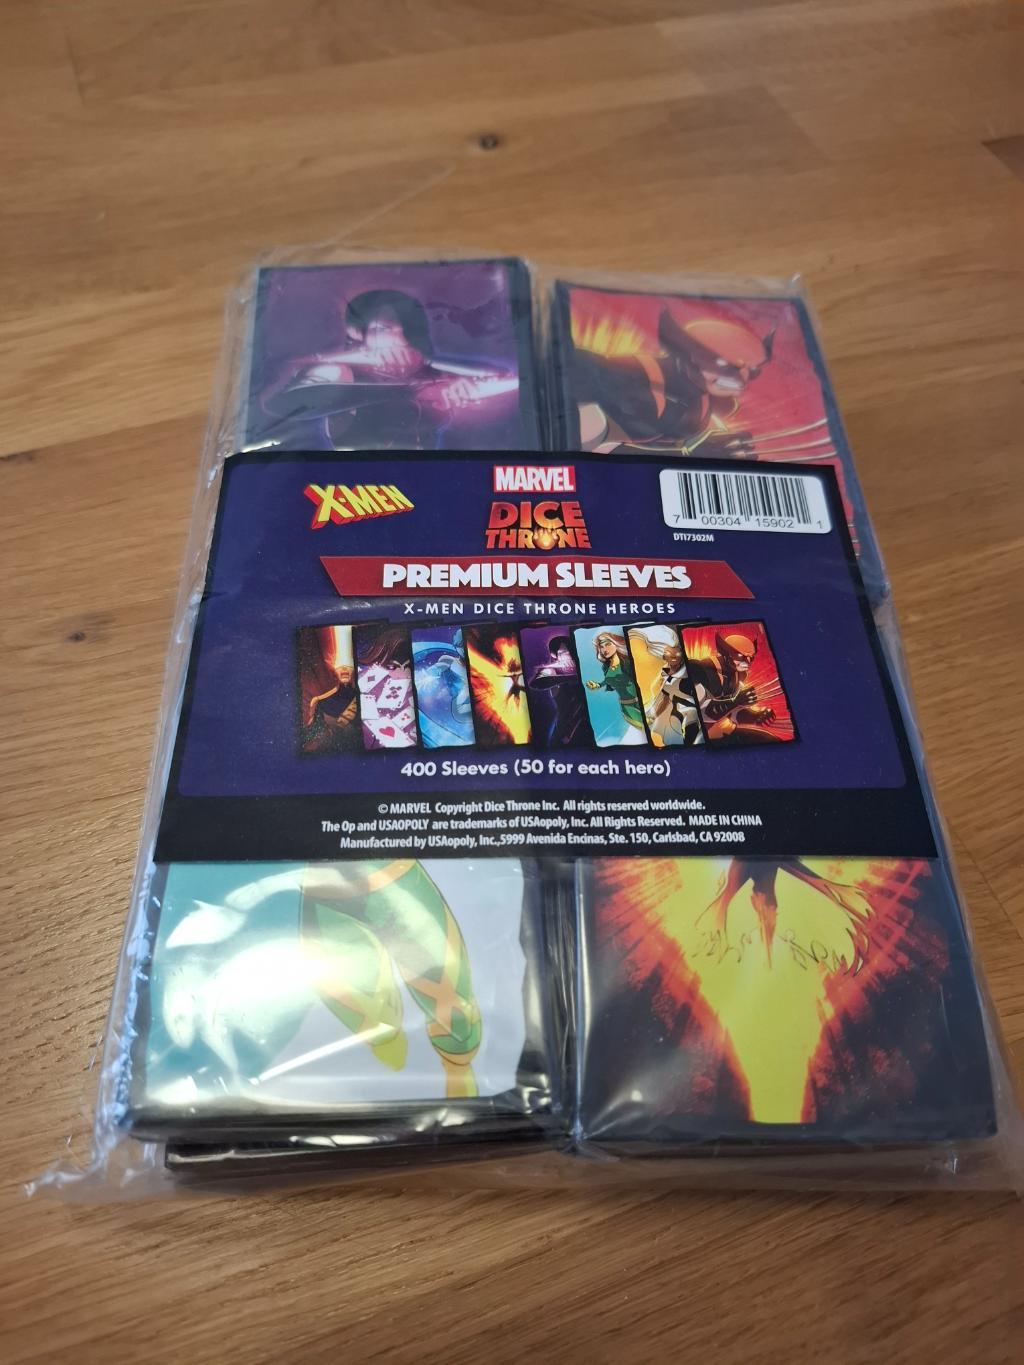 X-MEN
MARVEL
DICE
THRONE
7 00304 15902 1
DTI7302M
PREMIUM SLEEVES
X-MEN DICE THRONE HEROES
400 Sleeves (50 for each hero)
© MARVEL Copyright Dice Throne Inc. All rights reserved worldwide.
The Op and USAOPOLY are trademarks of USAopoly, Inc. All Rights Reserved. MADE IN CHINA
Manufactured by USAopoly, Inc.,5999 Avenida Encinas, Ste. 150, Carlsbad, CA 92008